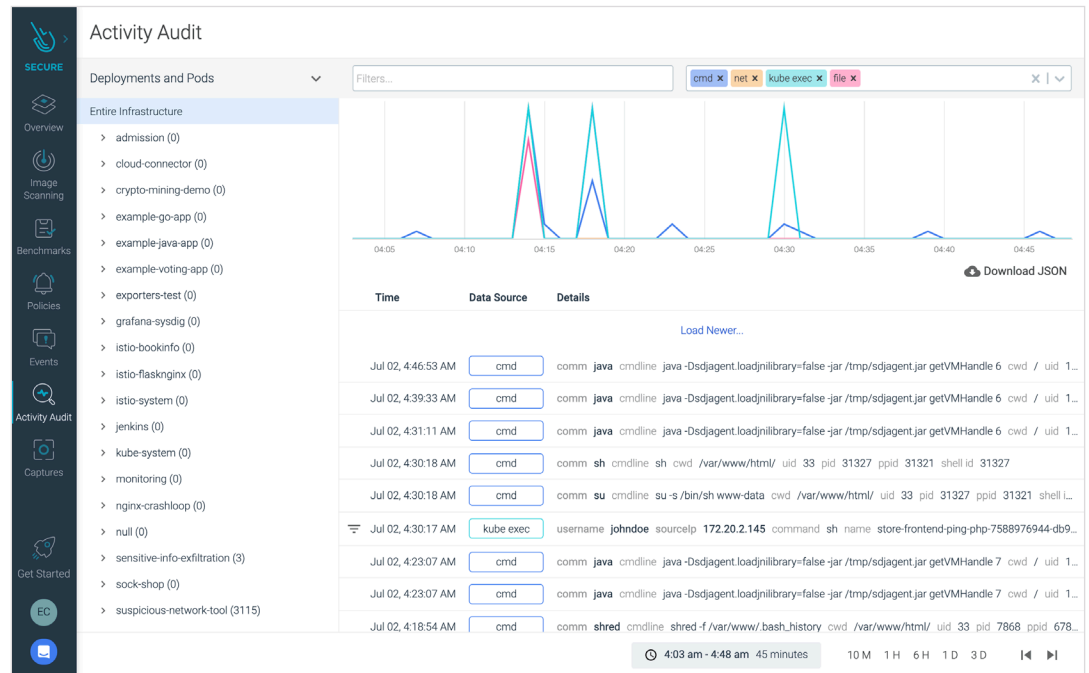 Activity Audit
SECURE
Overview
Image
Scanning
Benchmarks
Policies
Events
Activity Audit
Captures
Get Started
EC
Deployments and Pods
Entire Infrastructure
admission (0)
cloud-connector (0)
crypto-mining-demo (0)
example-go-app (0)
example-java-app (0)
example-voting-app (0)
exporters-test (0)
grafana-sysdig (0)
istio-bookinfo (0)
istio-flasknginx (0)
istio-system (0)
jenkins (0)
kube-system (0)
monitoring (0)
nginx-crashloop (0)
null (0)
sensitive-info-exfiltration (3)
sock-shop (0)
suspicious-network-tool (3115)
Filters...
cmd × net × kube exec × file ×
04:05 04:10 04:15 04:20 04:25 04:30 04:35 04:40 04:45
Download JSON
Time Data Source Details
Load Newer...
Jul 02, 4:46:53 AM cmd comm java cmdline java -Dsdjagent.loadjnilibrary=false -jar /tmp/sdjagent.jar getVMHandle 6 cwd / uid 1...
Jul 02, 4:39:33 AM cmd comm java cmdline java -Dsdjagent.loadjnilibrary=false -jar /tmp/sdjagent.jar getVMHandle 6 cwd / uid 1...
Jul 02, 4:31:11 AM cmd comm java cmdline java -Dsdjagent.loadjnilibrary=false -jar /tmp/sdjagent.jar getVMHandle 6 cwd / uid 1...
Jul 02, 4:30:18 AM cmd comm sh cmdline sh cwd /var/www/html/ uid 33 pid 31327 ppid 31321 shell id 31327
Jul 02, 4:30:18 AM cmd comm su cmdline su -s /bin/sh www-data cwd /var/www/html/ uid 33 pid 31327 ppid 31321 shell i...
Jul 02, 4:30:17 AM kube exec username johndoe sourceIp 172.20.2.145 command sh name store-frontend-ping-php-7588976944-db9...
Jul 02, 4:23:07 AM cmd comm java cmdline java -Dsdjagent.loadjnilibrary=false -jar /tmp/sdjagent.jar getVMHandle 7 cwd / uid 1...
Jul 02, 4:23:07 AM cmd comm java cmdline java -Dsdjagent.loadjnilibrary=false -jar /tmp/sdjagent.jar getVMHandle 7 cwd / uid 1...
Jul 02, 4:18:54 AM cmd comm shred cmdline shred -f /var/www/.bash_history cwd /var/www/html/ uid 33 pid 7868 ppid 678...
4:03 am - 4:48 am 45 minutes 10 M 1 H 6 H 1 D 3 D